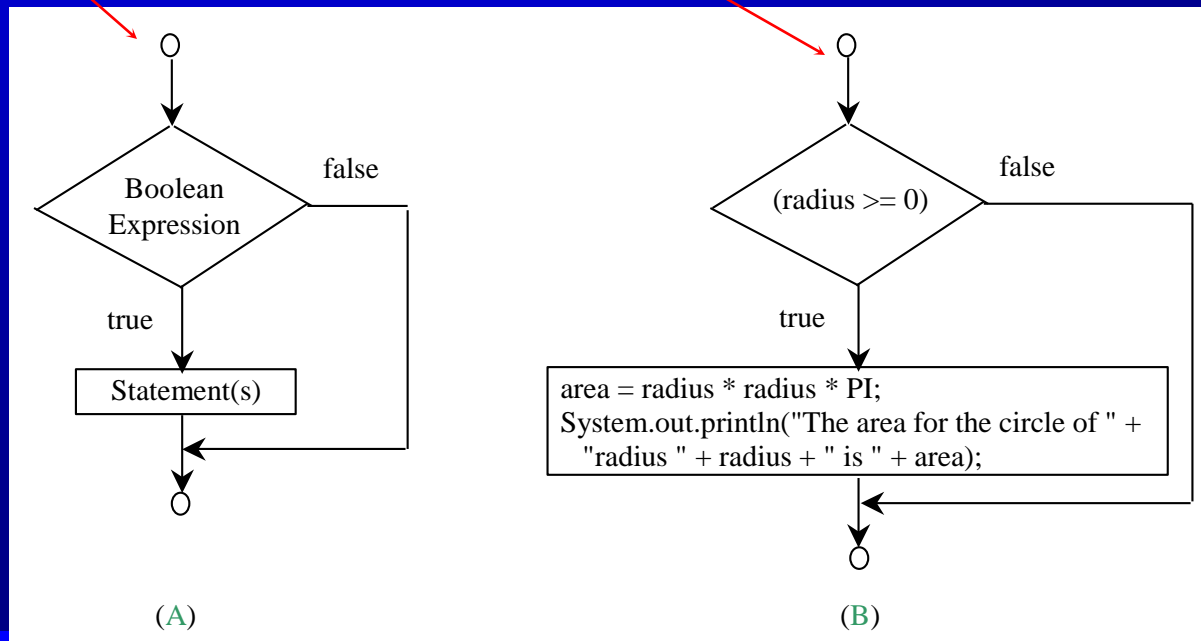 Boolean
Expression
false
true
Statement(s)
(A)
(radius >= 0)
false
true
area = radius * radius * PI;
System.out.println("The area for the circle of " +
"radius " + radius + " is " + area);
(B)